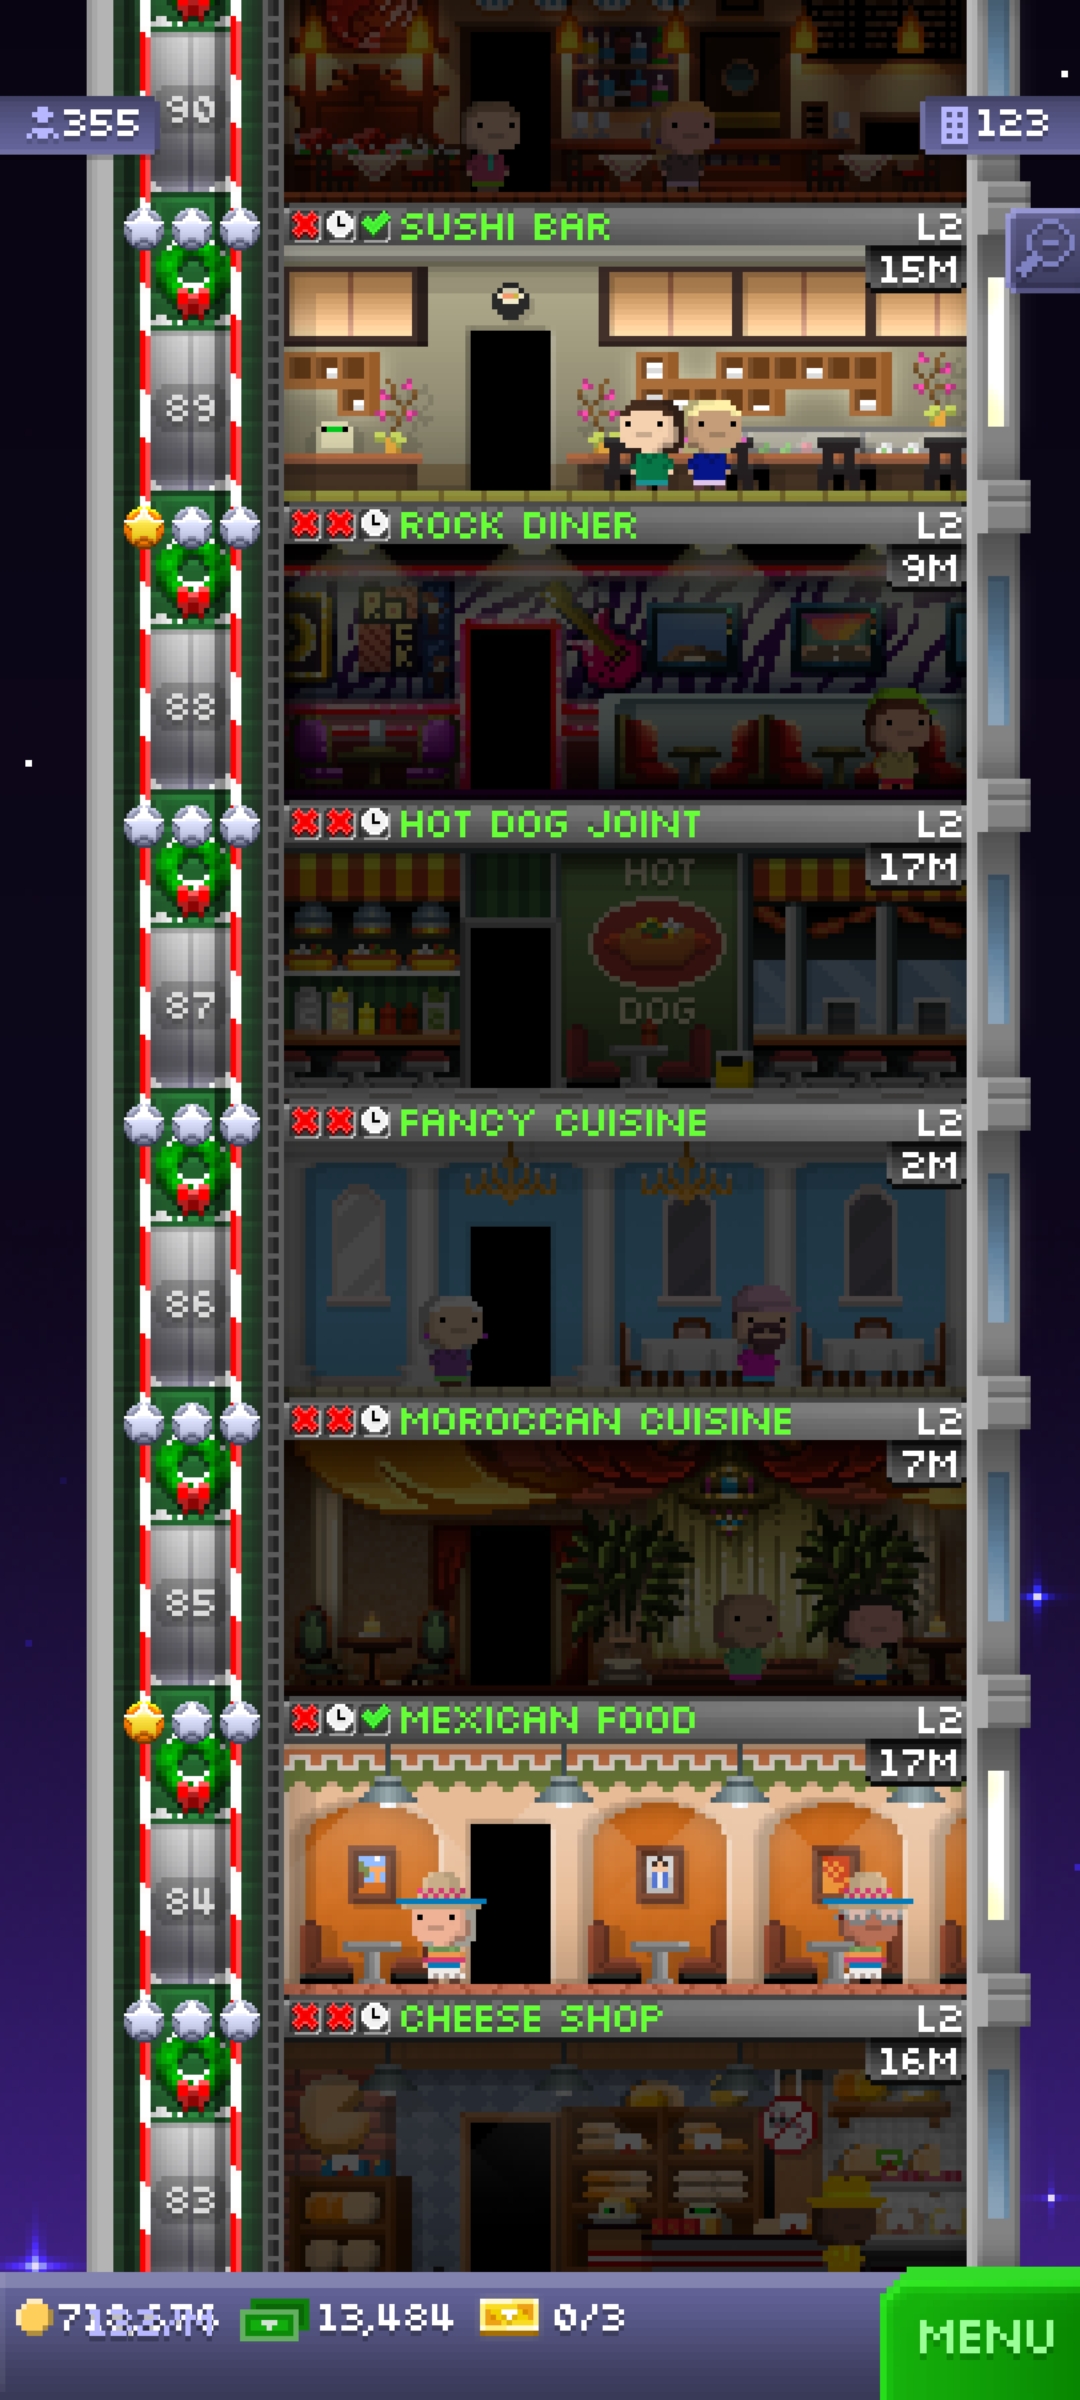 90
355
123
SUSHI BAR L2
15M
89
ROCK DINER L2
9M
ROCK
88
HOT DOG JOINT L2
17M
HOT
DOG
87
FANCY CUISINE L2
2M
86
MOROCCAN CUISINE L2
7M
85
MEXICAN FOOD L2
17M
84
CHEESE SHOP L2
16M
83
13,484 0/3
MENU